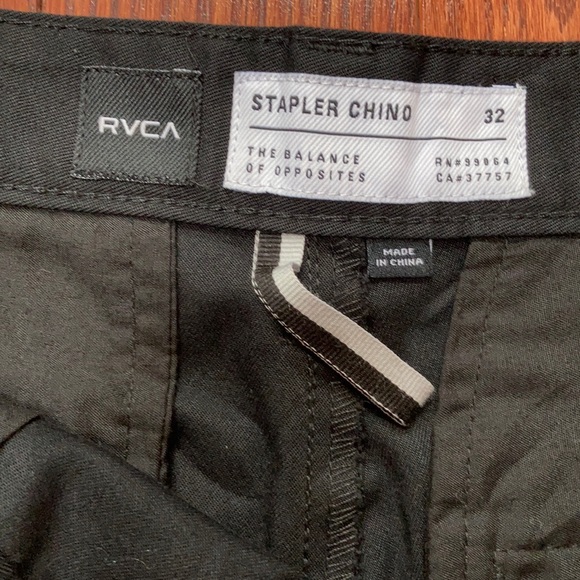 RVCA
STAPLER CHINO 32
THE BALANCE
OF OPPOSITES
RN#99064
CA#37757
MADE
IN CHINA